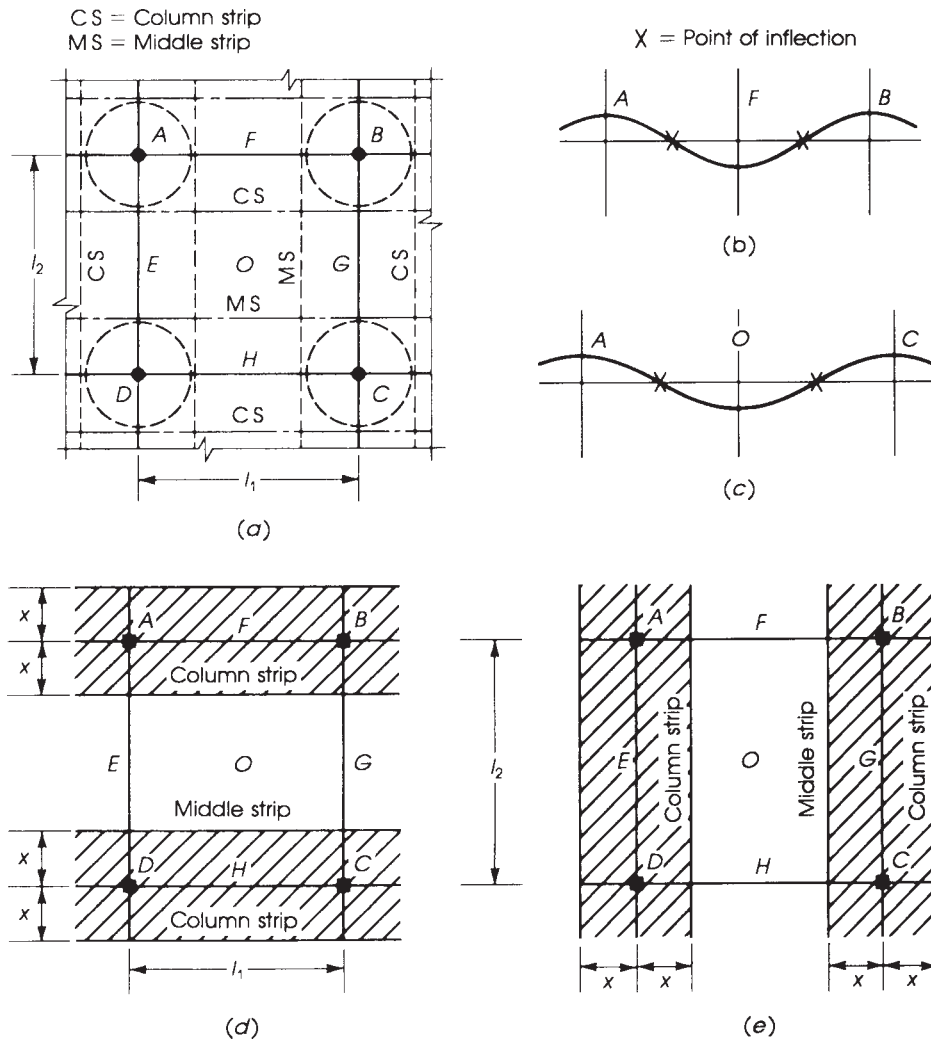 CS = Column strip
MS = Middle strip
X = Point of inflection
A
F
B
CS
l₂
CS
E
O
MS
G
CS
MS
H
D
C
CS
l₁
(a)
A
F
B
(b)
A
O
C
(c)
x
A
F
B
x
Column strip
E
O
G
Middle strip
x
D
H
C
x
Column strip
l₁
(d)
A
F
B
l₂
E
Column strip
O
Middle strip
G
Column strip
D
H
C
x
x
x
x
(e)